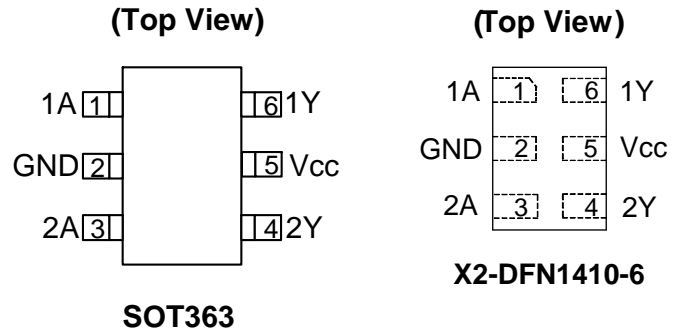 (Top View)
1A 1 6 1Y
GND 2 5 Vcc
2A 3 4 2Y
SOT363
(Top View)
1A 1 6 1Y
GND 2 5 Vcc
2A 3 4 2Y
X2-DFN1410-6